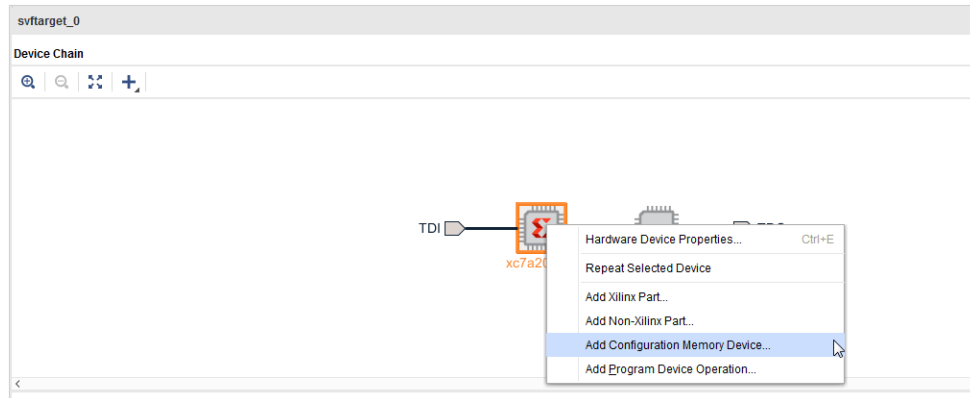 svftarget_0
Device Chain
TDI
Hardware Device Properties... Ctrl+E
Repeat Selected Device
Add Xilinx Part...
Add Non-Xilinx Part...
Add Configuration Memory Device...
Add Program Device Operation...